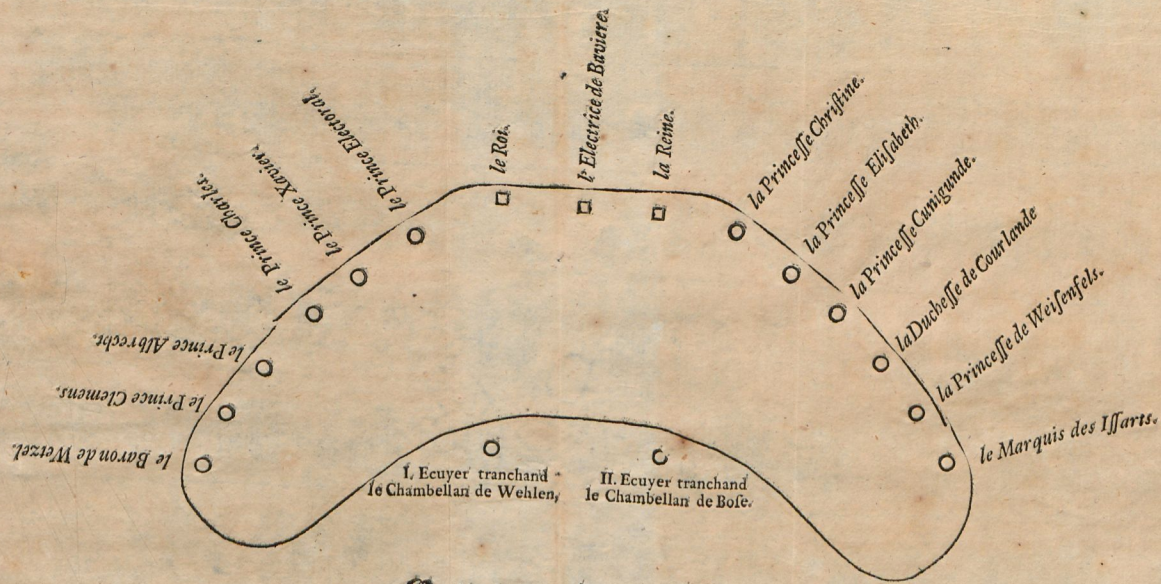 le Baron de Wetzel.
le Prince Clemens.
le Prince Albrecht.
le Prince Charles.
le Prince Xavier.
le Prince Electoral.
le Roi.
l'Electrice de Baviere.
la Reine.
la Princeſſe Chriſtine.
la Princeſſe Eliſabeth.
la Princeſſe Cunigunde.
la Ducheſſe de Courlande
la Princeſſe de Weiſenfels.
le Marquis des Iſſarts.
I. Ecuyer tranchand
le Chambellan de Wehlen,
II. Ecuyer tranchand
le Chambellan de Boſe.